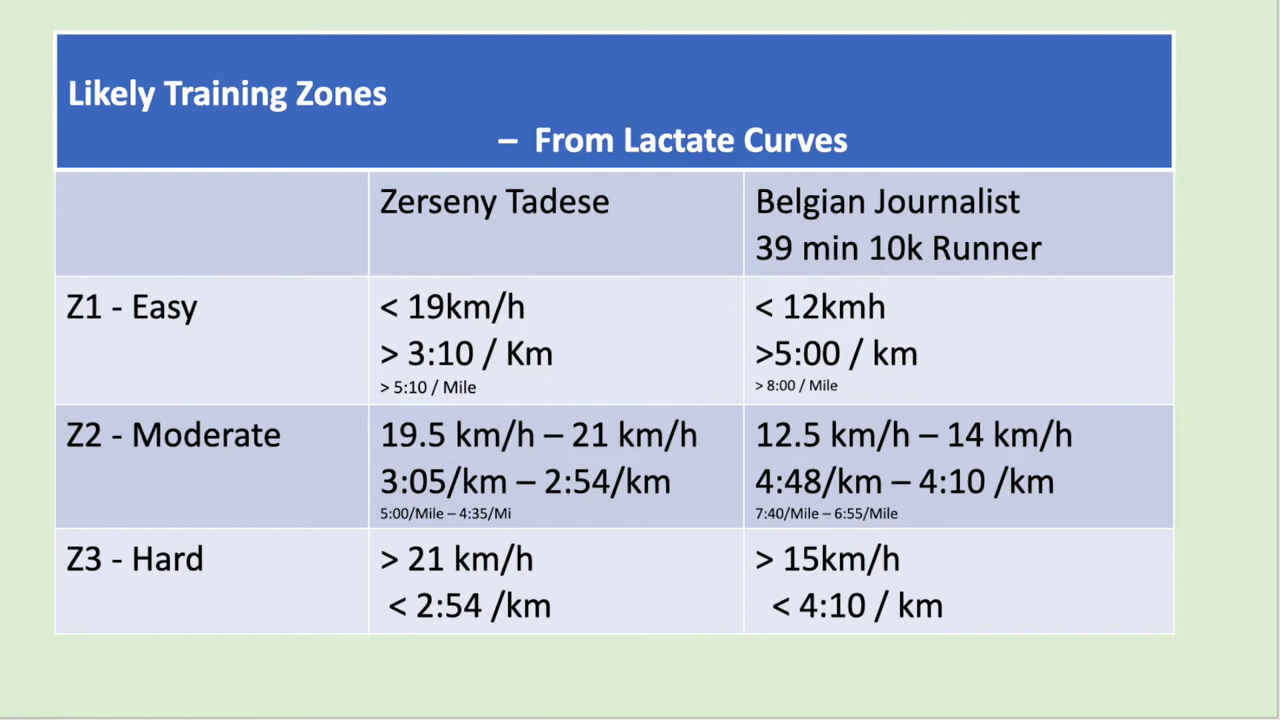 Likely Training Zones
– From Lactate Curves
Zerseny Tadese
Belgian Journalist
39 min 10k Runner
Z1 - Easy
< 19km/h
> 3:10 / Km
> 5:10 / Mile
< 12kmh
>5:00 / km
> 8:00 / Mile
Z2 - Moderate
19.5 km/h – 21 km/h
3:05/km – 2:54/km
5:00/Mile – 4:35/Mi
12.5 km/h – 14 km/h
4:48/km – 4:10 /km
7:40/Mile – 6:55/Mile
Z3 - Hard
> 21 km/h
< 2:54 /km
> 15km/h
< 4:10 / km